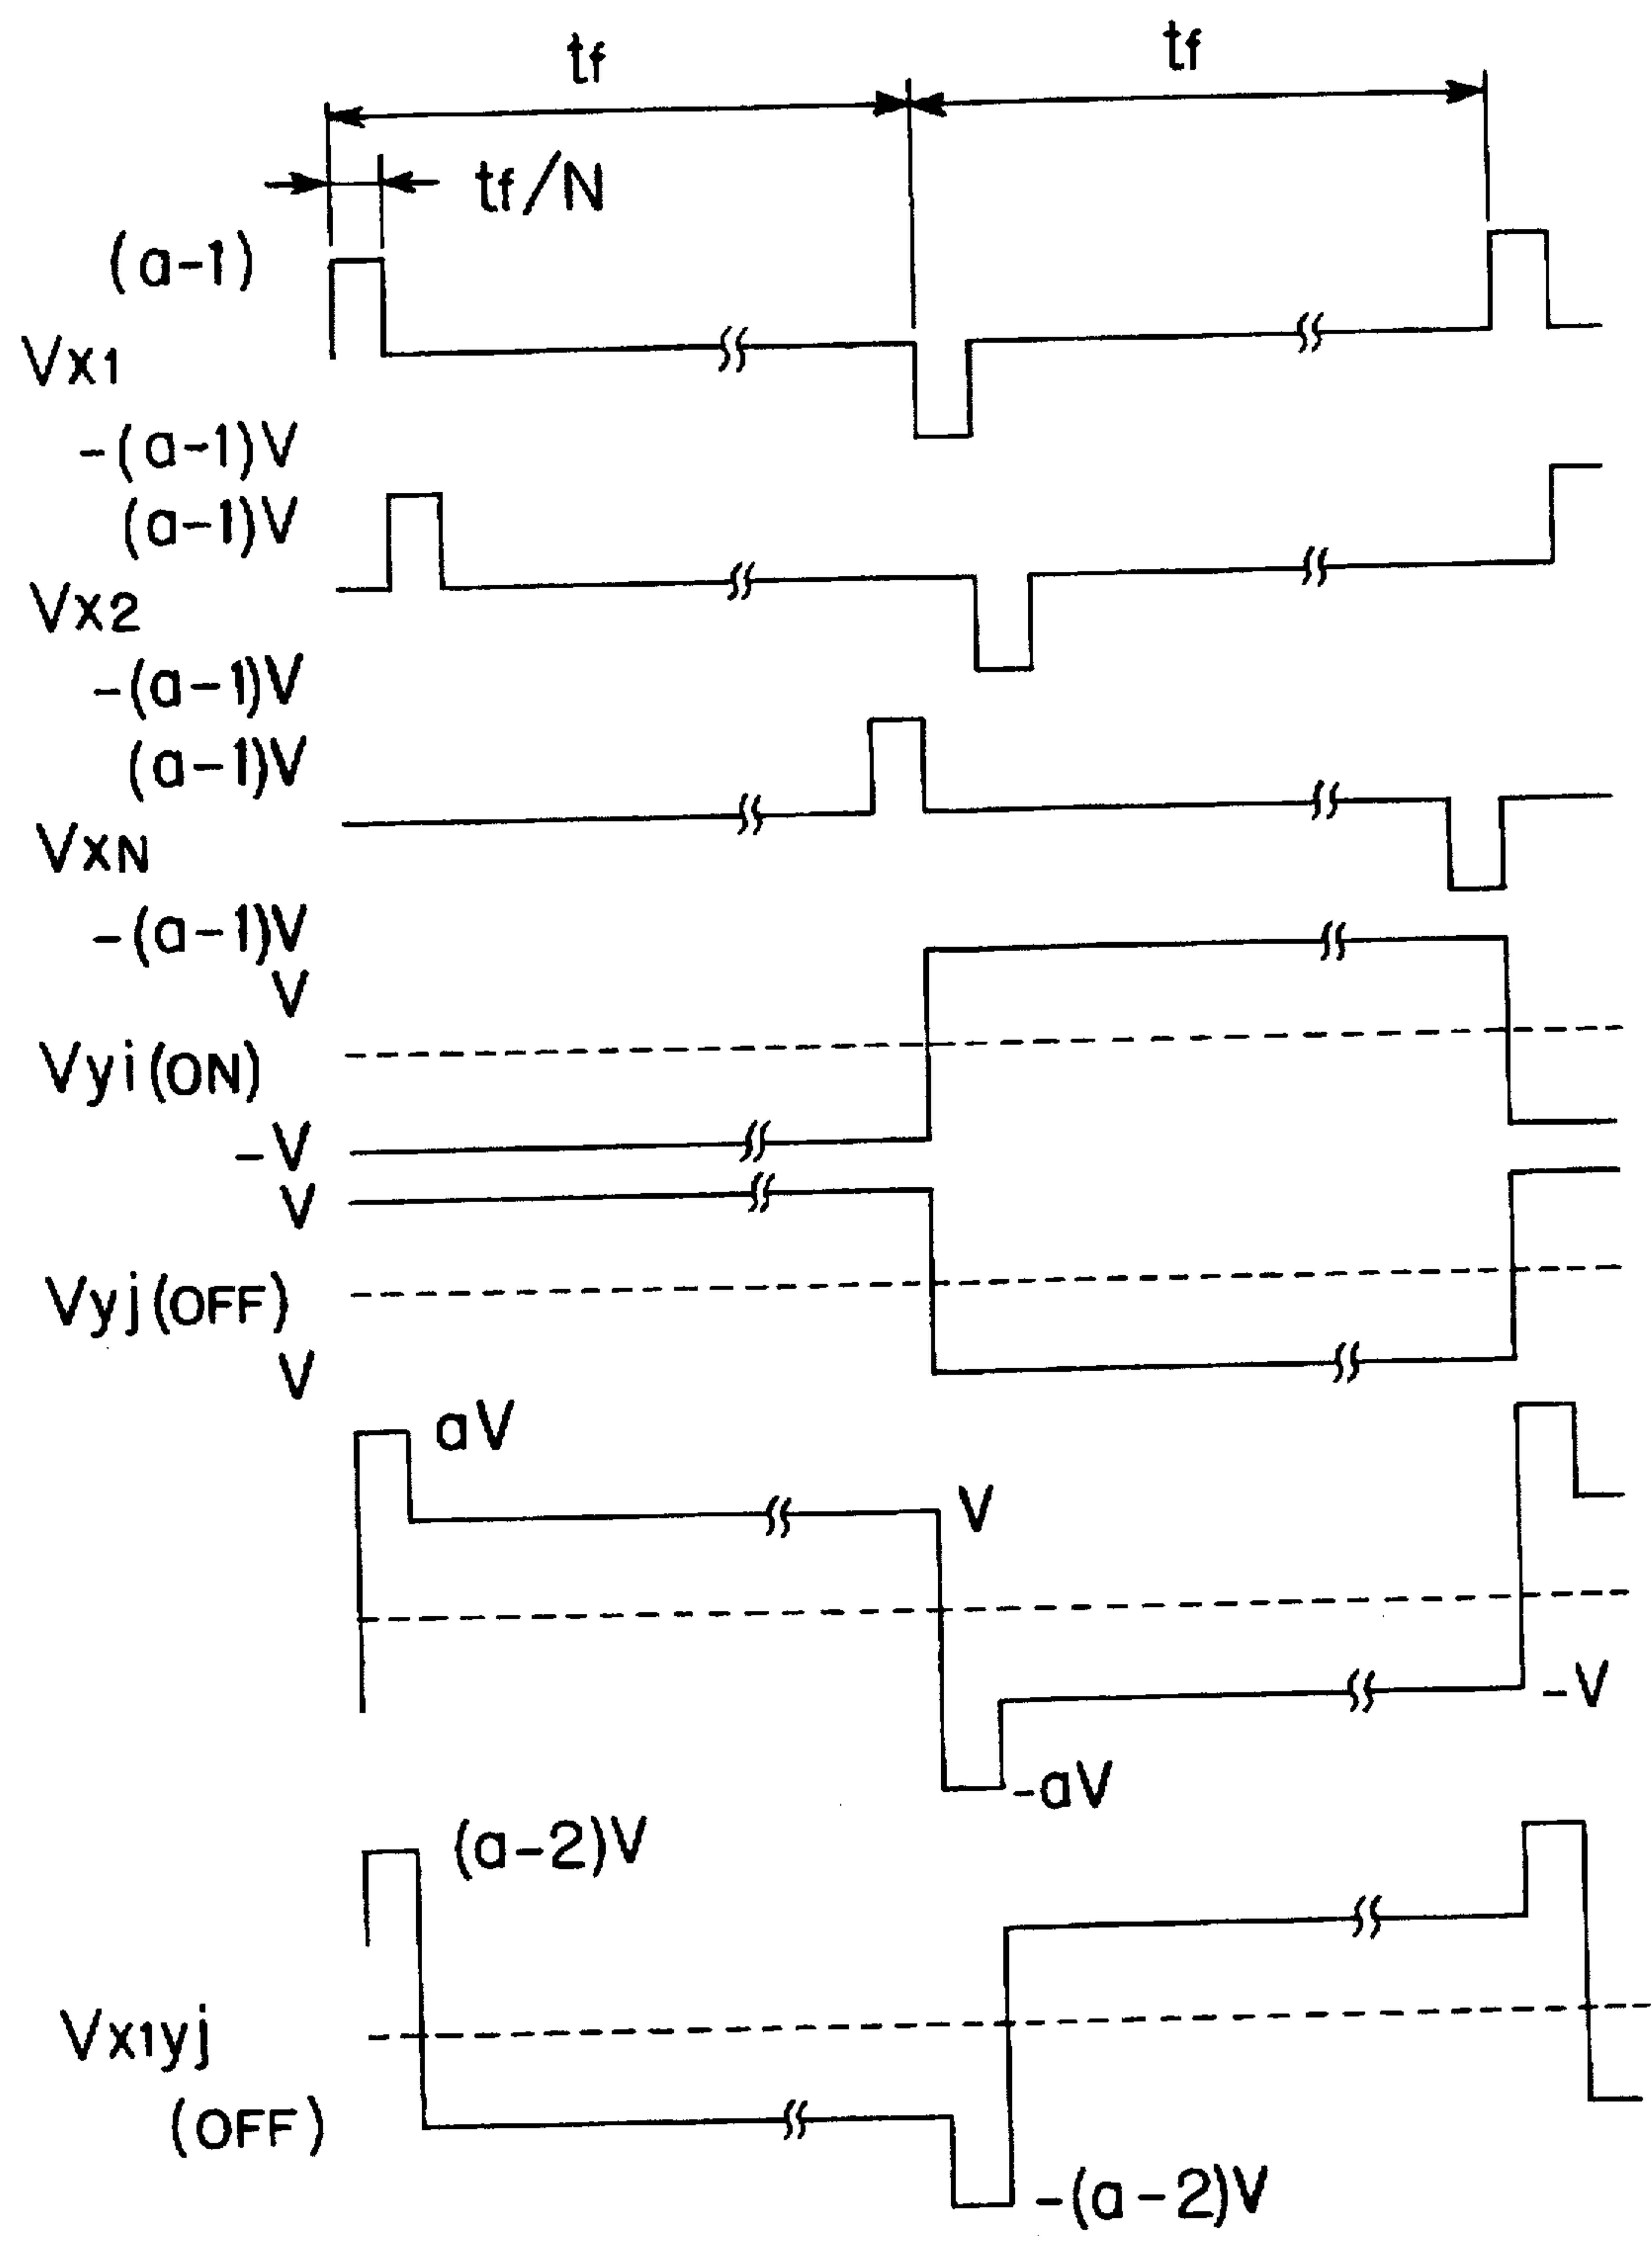 tf tf
tf/N
(a-1)
Vx1
-(a-1)V
(a-1)V
Vx2
-(a-1)V
(a-1)V
VxN
-(a-1)V
V
Vyi(ON)
-V
V
Vyj(OFF)
V
aV
V
-V
-aV
(a-2)V
Vx1yj
(OFF)
-(a-2)V